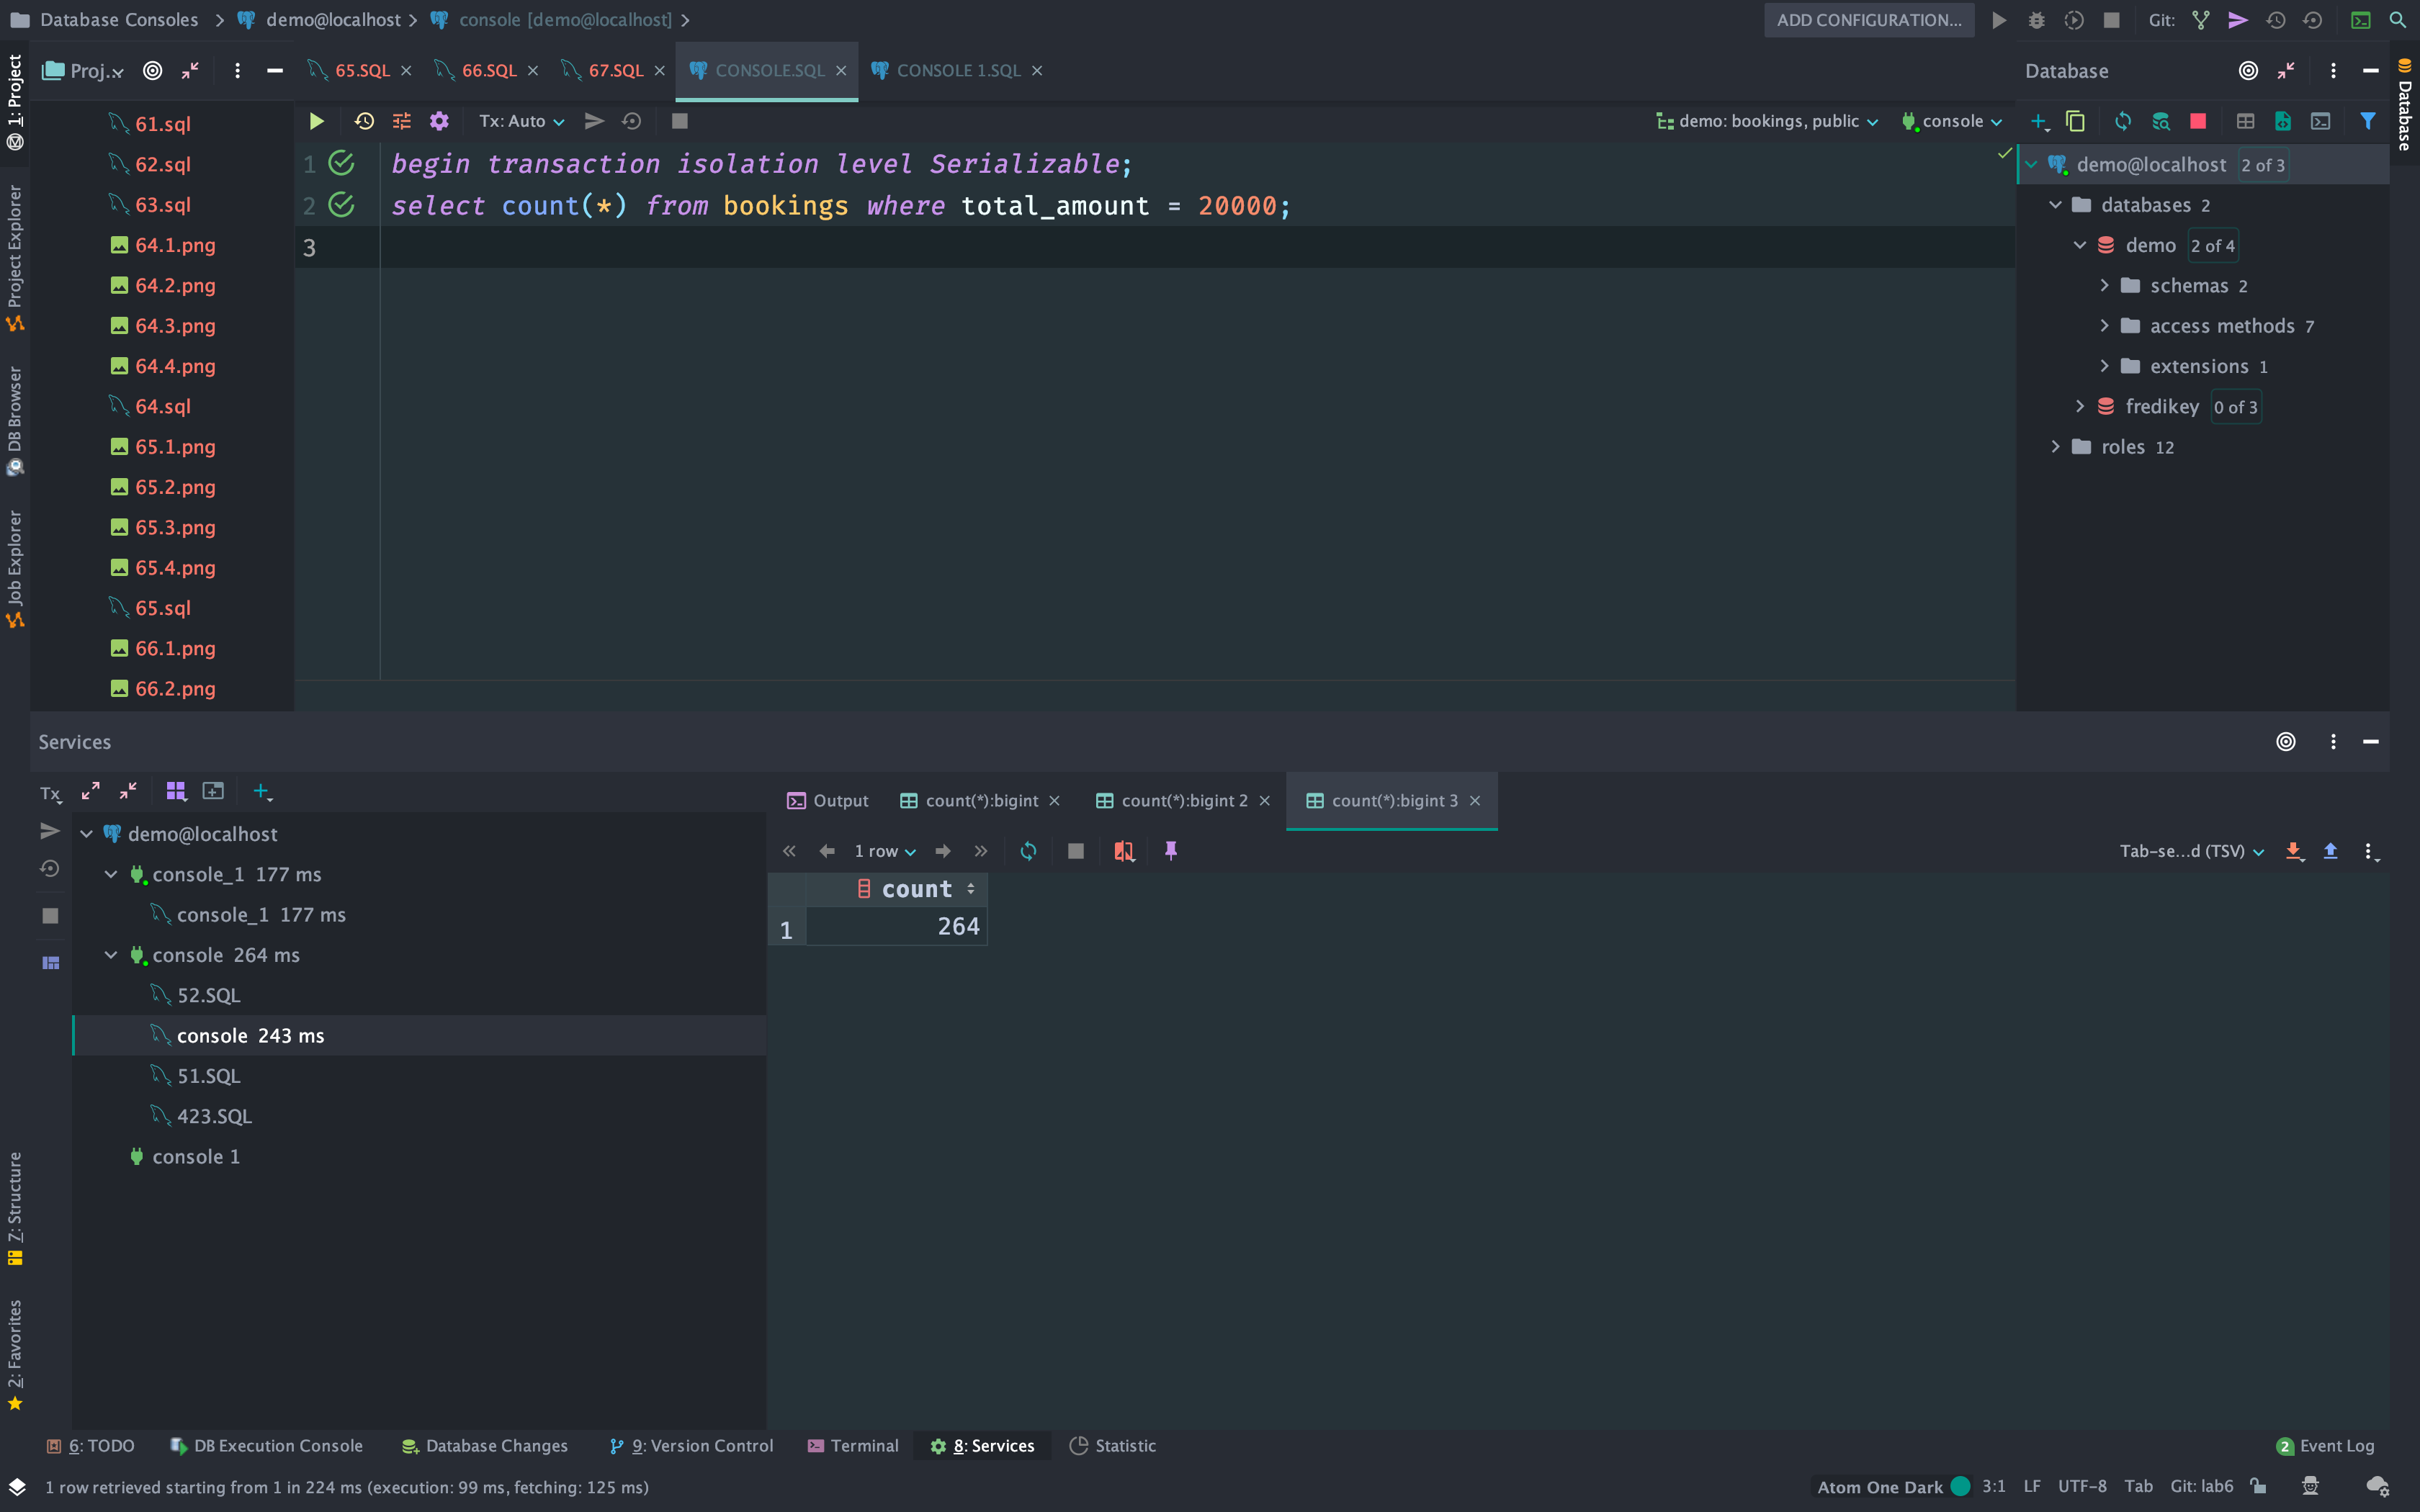 Database Consoles demo@localhost console [demo@localhost] ADD CONFIGURATION... Git:
1: Project
Project Explorer
DB Browser
Job Explorer
7: Structure
2: Favorites
Proj..
61.sql
62.sql
63.sql
64.1.png
64.2.png
64.3.png
64.4.png
64.sql
65.1.png
65.2.png
65.3.png
65.4.png
65.sql
66.1.png
66.2.png
65.SQL 66.SQL 67.SQL CONSOLE.SQL CONSOLE 1.SQL
Tx: Auto demo: bookings, public console
1 begin transaction isolation level Serializable;
2 select count(*) from bookings where total_amount = 20000;
3
Database
Database
demo@localhost 2 of 3
databases 2
demo 2 of 4
schemas 2
access methods 7
extensions 1
fredikey 0 of 3
roles 12
Services
Tx
demo@localhost
console_1 177 ms
console_1 177 ms
console 264 ms
52.SQL
console 243 ms
51.SQL
423.SQL
console 1
Output count(*):bigint count(*):bigint 2 count(*):bigint 3
1 row Tab-se...d (TSV)
count
1 264
6: TODO DB Execution Console Database Changes 9: Version Control Terminal 8: Services Statistic 2 Event Log
1 row retrieved starting from 1 in 224 ms (execution: 99 ms, fetching: 125 ms) Atom One Dark 3:1 LF UTF-8 Tab Git: lab6